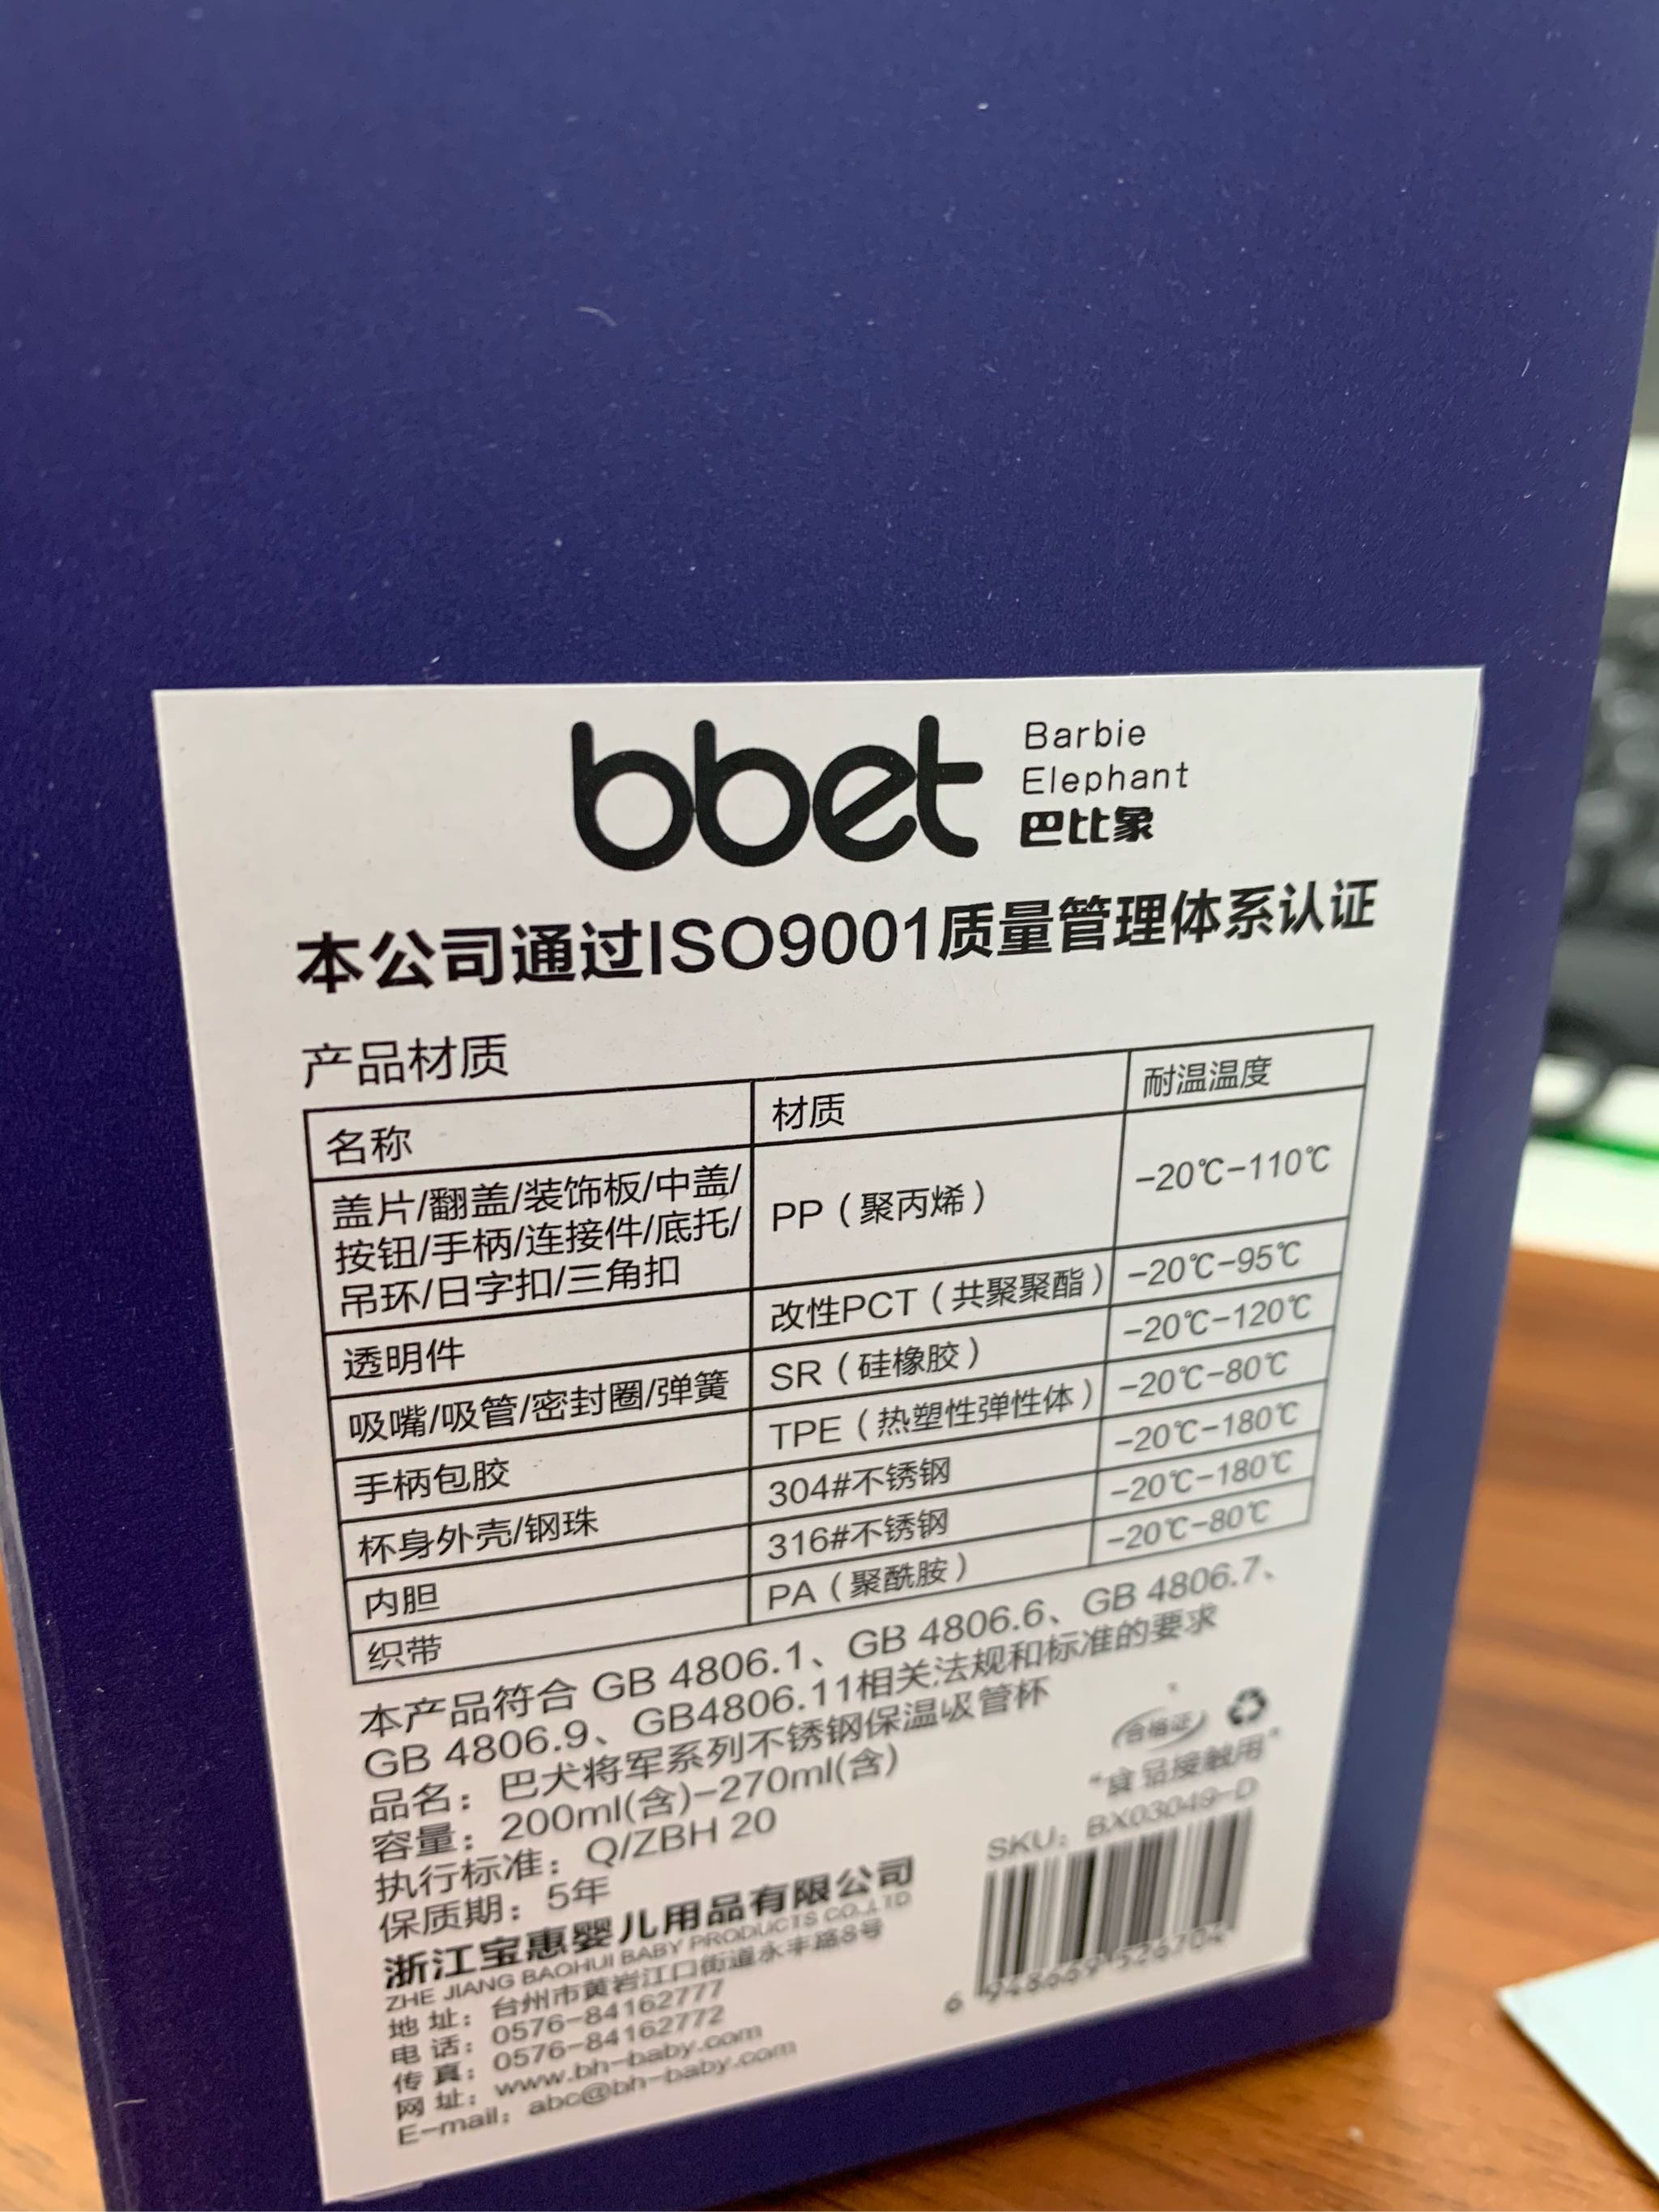 bbet
Barbie
Elephant
巴比象
本公司通过ISO9001质量管理体系认证
产品材质
名称 材质 耐温温度
盖片/翻盖/装饰板/中盖/
按钮/手柄/连接件/底托/
吊环/日字扣/三角扣
PP（聚丙烯） -20℃-110℃
透明件 改性PCT（共聚聚酯） -20℃-95℃
吸嘴/吸管/密封圈/弹簧 SR（硅橡胶） -20℃-120℃
手柄包胶 TPE（热塑性弹性体） -20℃-80℃
杯身外壳/钢珠 304#不锈钢 -20℃-180℃
内胆 316#不锈钢 -20℃-180℃
织带 PA（聚酰胺） -20℃-80℃
本产品符合 GB 4806.1、GB 4806.6、GB 4806.7、
GB 4806.9、GB4806.11相关法规和标准的要求
品名：巴犬将军系列不锈钢保温吸管杯
容量：200ml(含)-270ml(含)
执行标准：Q/ZBH 20
保质期：5年
合格证
"食品接触用"
SKU：BX03049-D
浙江宝惠婴儿用品有限公司
ZHE JIANG BAOHUI BABY PRODUCTS CO.,LTD
地址：台州市黄岩江口街道永丰路8号
电话：0576-84162777
传真：0576-84162772
网址：www.bh-baby.com
E-mail：abc@bh-baby.com
6 948669 526704